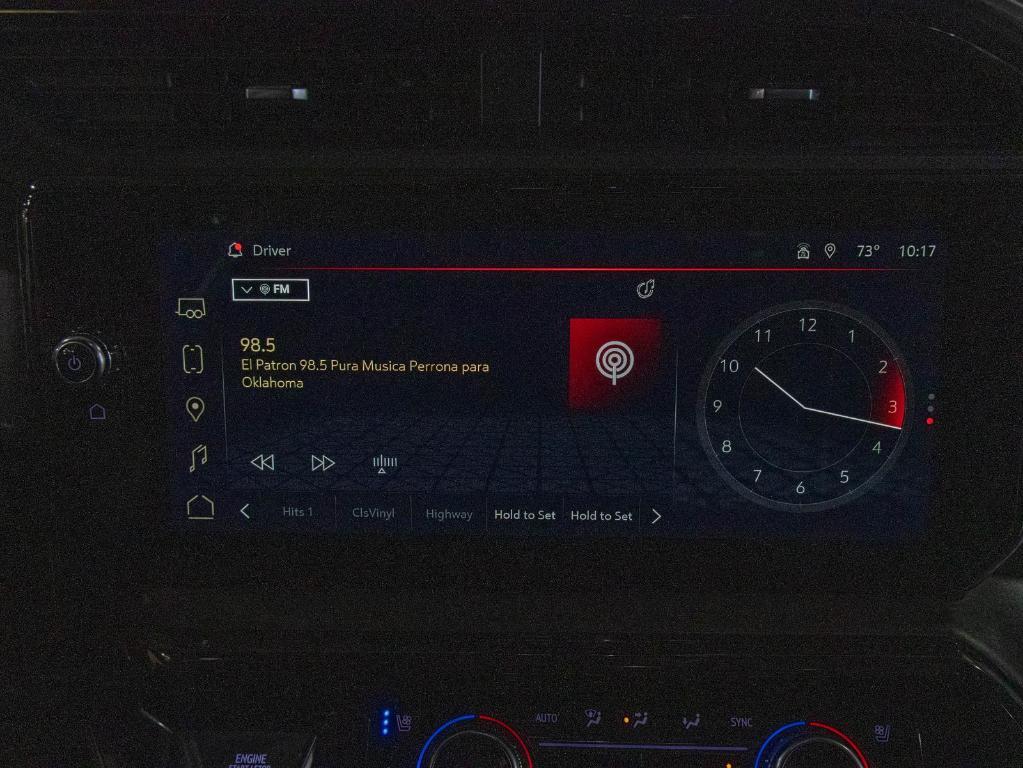 Driver
73° 10:17
FM
98.5
El Patron 98.5 Pura Musica Perrona para
Oklahoma
12
11 1
10 2
9 3
8 4
7 5
6
Hits 1 ClsVinyl Highway Hold to Set Hold to Set
AUTO SYNC
ENGINE
START/STOP